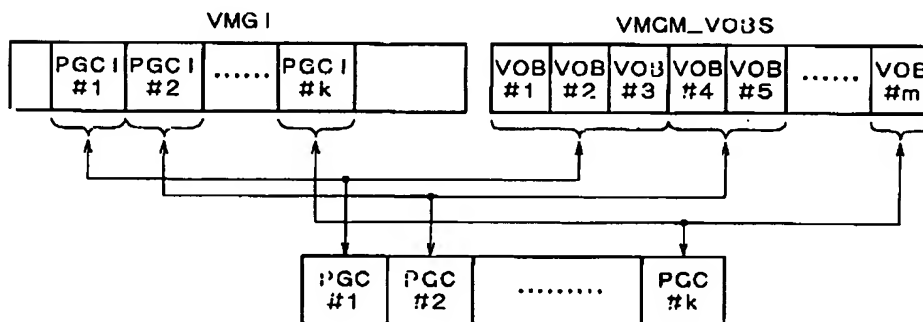 VMGI VMGM_VOBS
PGCI PGCI ...... PGCI VOB VOB VOB VOB VOB ...... VOB
#1 #2 #k #1 #2 #3 #4 #5 #m
PGC PGC ......... PGC
#1 #2 #k